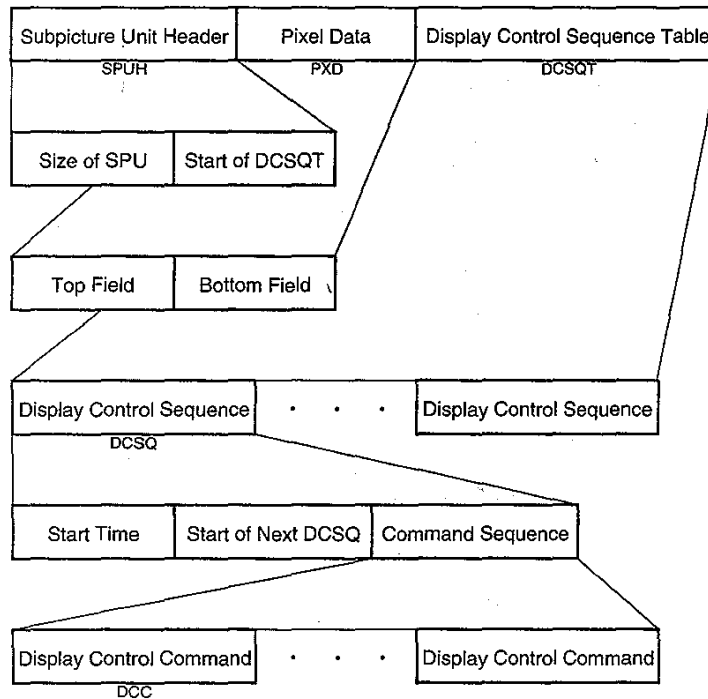 Subpicture Unit Header Pixel Data Display Control Sequence Table
SPUH PXD DCSQT
Size of SPU Start of DCSQT
Top Field Bottom Field
Display Control Sequence . . . Display Control Sequence
DCSQ
Start Time Start of Next DCSQ Command Sequence
Display Control Command . . . Display Control Command
DCC